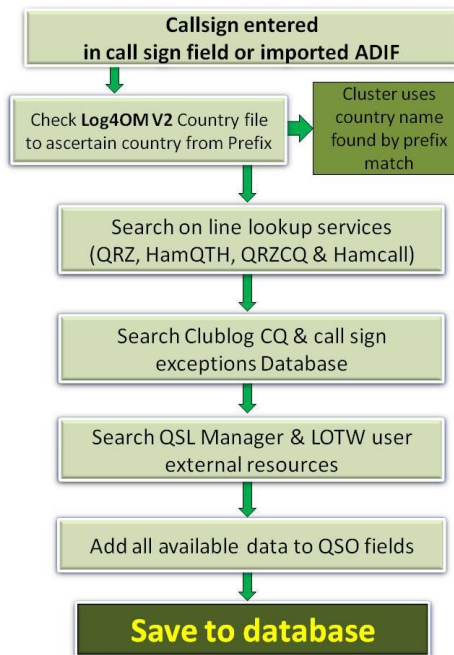 Callsign entered
in call sign field or imported ADIF
Check Log4OM V2 Country file
to ascertain country from Prefix
Cluster uses
country name
found by prefix
match
Search on line lookup services
(QRZ, HamQTH, QRZCQ & Hamcall)
Search Clublog CQ & call sign
exceptions Database
Search QSL Manager & LOTW user
external resources
Add all available data to QSO fields
Save to database